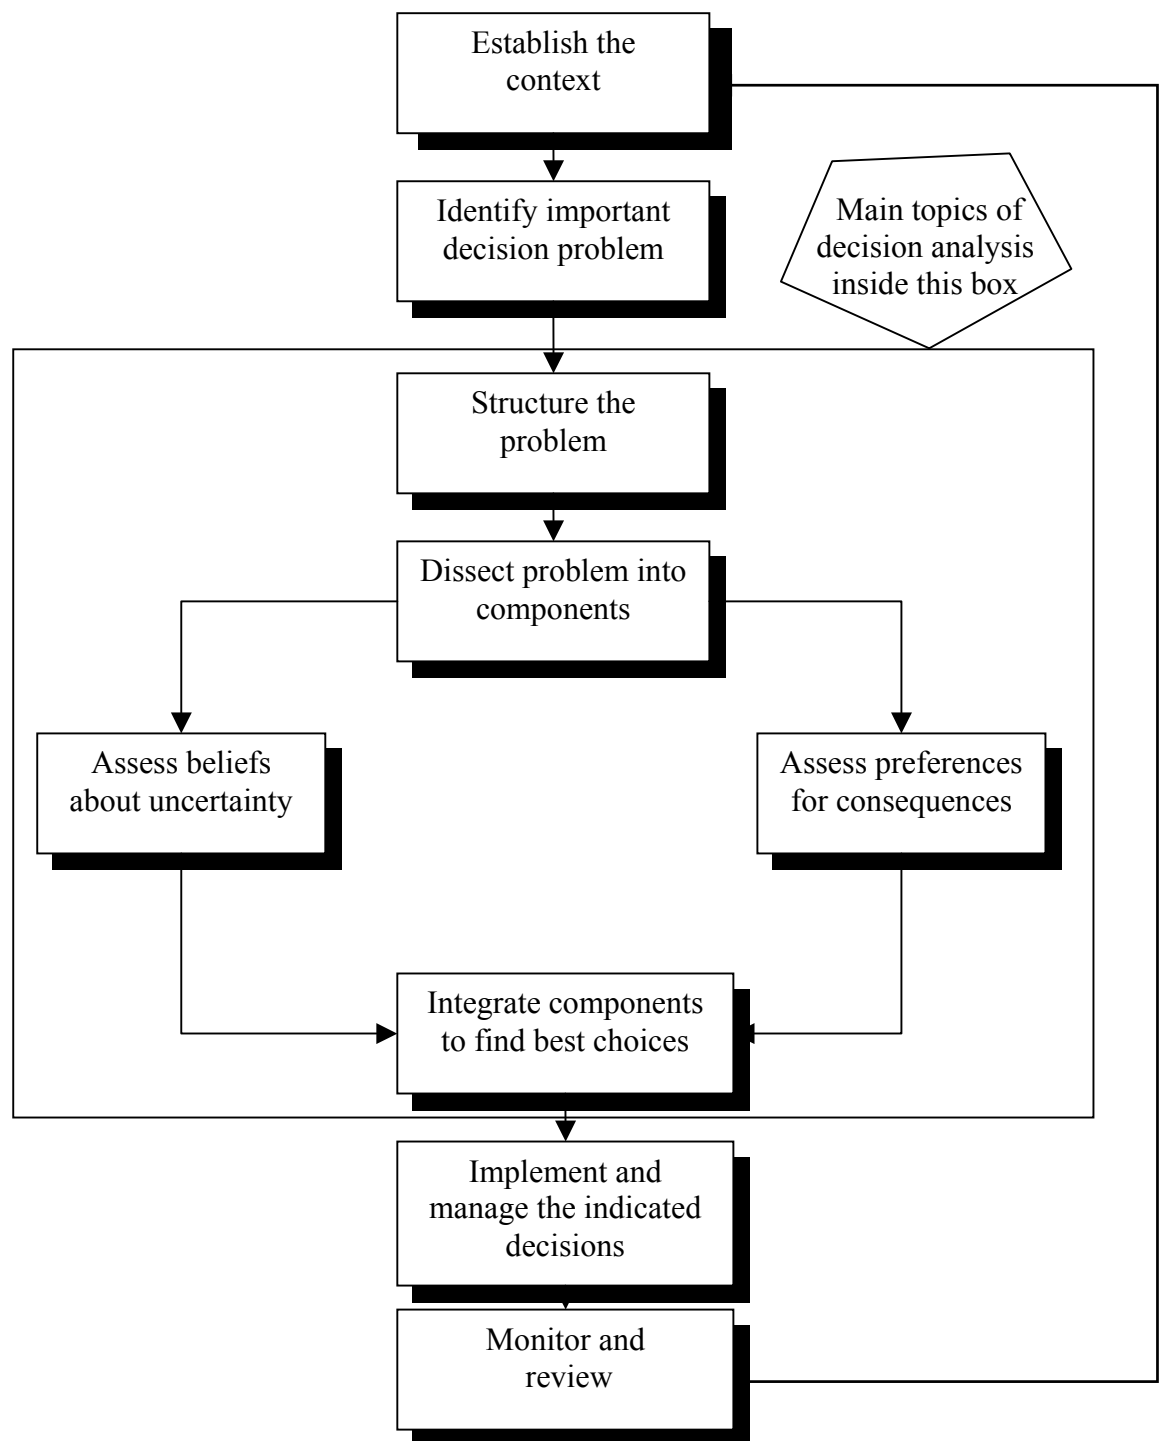 Establish the
context
Identify important
decision problem
Main topics of
decision analysis
inside this box
Structure the
problem
Dissect problem into
components
Assess beliefs
about uncertainty
Assess preferences
for consequences
Integrate components
to find best choices
Implement and
manage the indicated
decisions
Monitor and
review